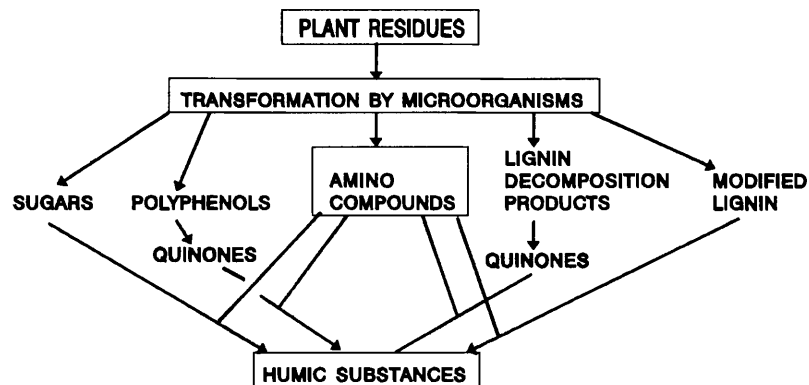 PLANT RESIDUES
TRANSFORMATION BY MICROORGANISMS
SUGARS
POLYPHENOLS
QUINONES
AMINO
COMPOUNDS
LIGNIN
DECOMPOSITION
PRODUCTS
QUINONES
MODIFIED
LIGNIN
HUMIC SUBSTANCES